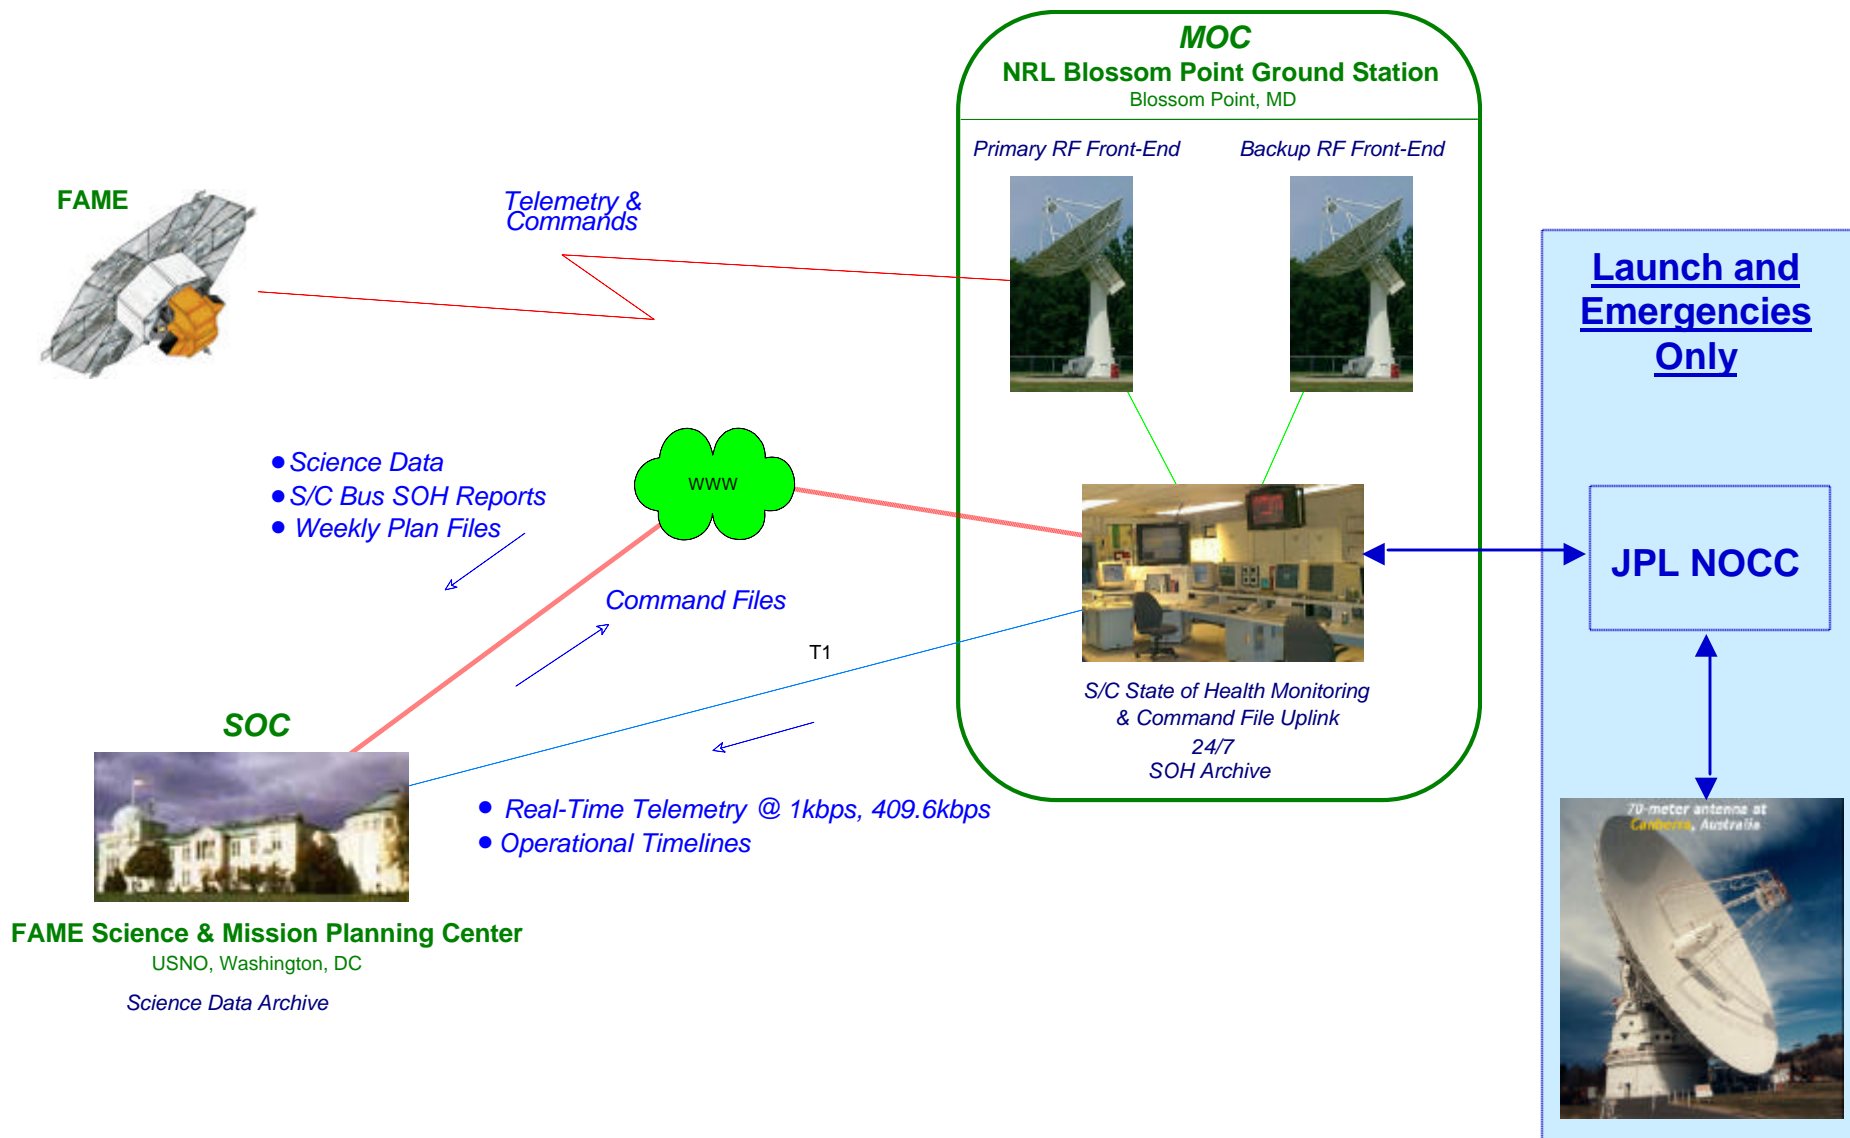 MOC
NRL Blossom Point Ground Station
Blossom Point, MD
Primary RF Front-End
Backup RF Front-End
FAME
Telemetry &
Commands
Launch and
Emergencies
Only
• Science Data
• S/C Bus SOH Reports
• Weekly Plan Files
www
JPL NOCC
Command Files
T1
S/C State of Health Monitoring
& Command File Uplink
24/7
SOH Archive
SOC
• Real-Time Telemetry @ 1kbps, 409.6kbps
• Operational Timelines
70-meter antenna at
Canberra, Australia
FAME Science & Mission Planning Center
USNO, Washington, DC
Science Data Archive